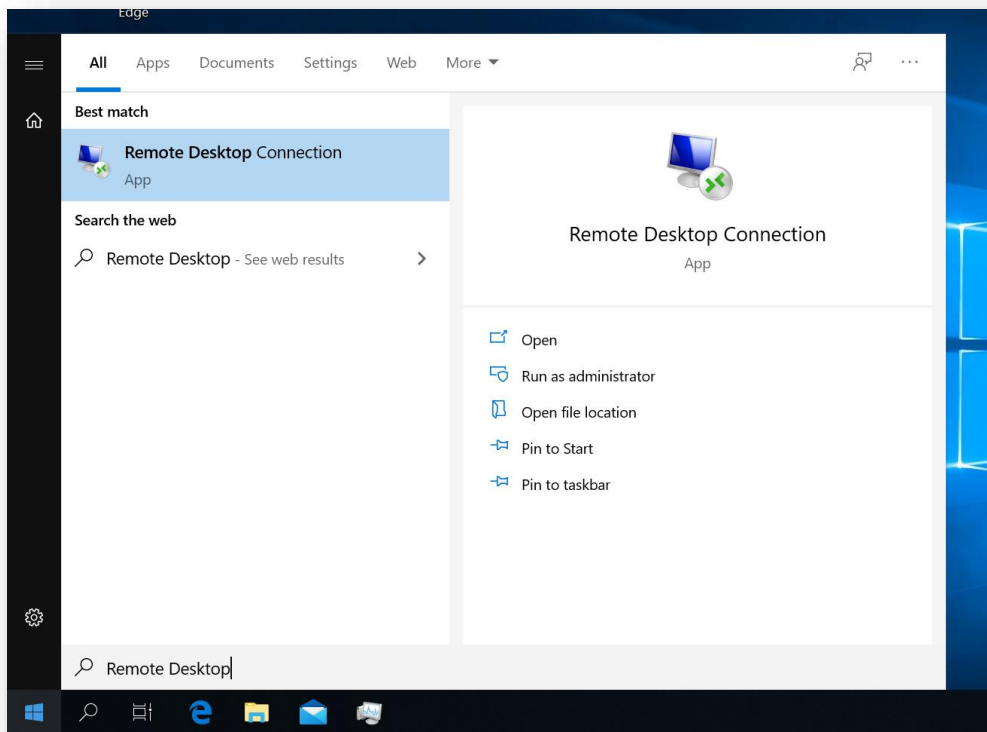 Edge
All Apps Documents Settings Web More
Best match
Remote Desktop Connection
App
Search the web
Remote Desktop - See web results
Remote Desktop Connection
App
Open
Run as administrator
Open file location
Pin to Start
Pin to taskbar
Remote Desktop